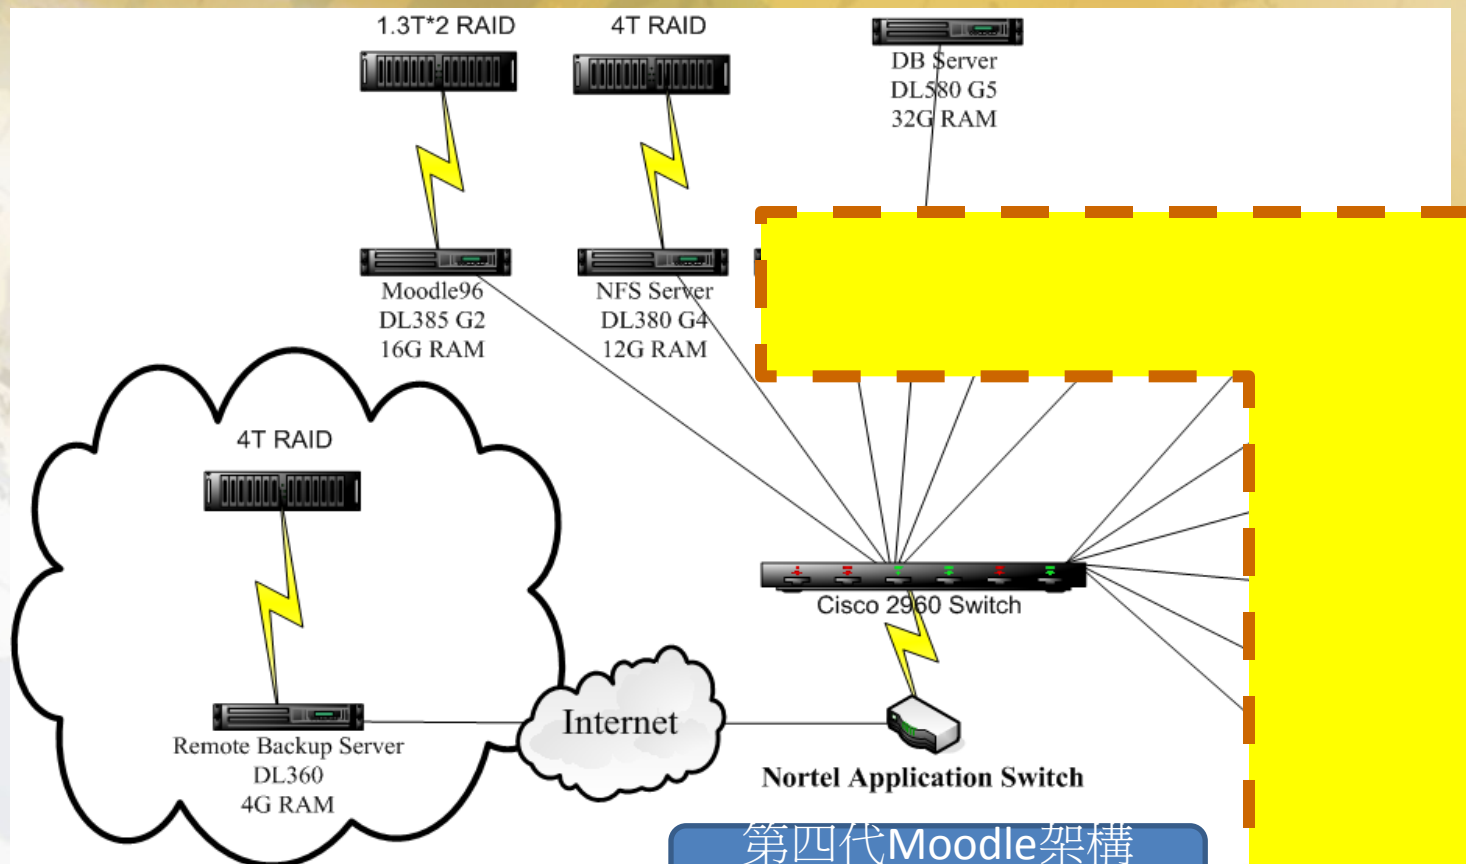 1.3T*2 RAID
4T RAID
DB Server
DL580 G5
32G RAM
Moodle96
DL385 G2
16G RAM
NFS Server
DL380 G4
12G RAM
4T RAID
Cisco 2960 Switch
Internet
Remote Backup Server
DL360
4G RAM
Nortel Application Switch
第四代Moodle架構